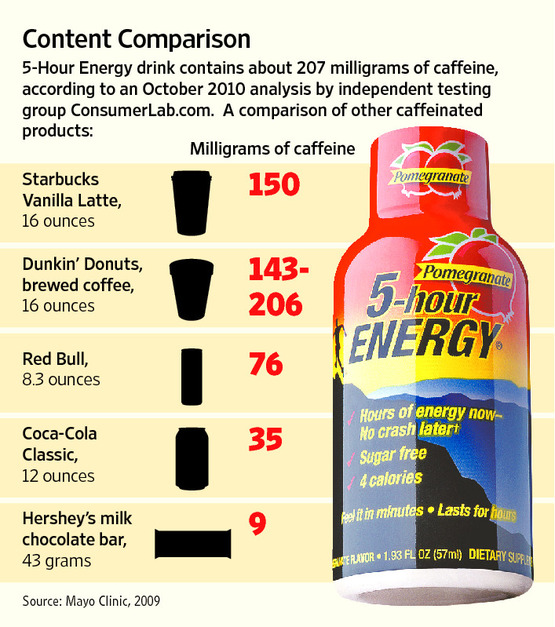 Content Comparison
5-Hour Energy drink contains about 207 milligrams of caffeine,
according to an October 2010 analysis by independent testing
group ConsumerLab.com.  A comparison of other caffeinated
products:
Milligrams of caffeine
Starbucks
Vanilla Latte,
16 ounces
150
Dunkin' Donuts,
brewed coffee,
16 ounces
143-
206
Red Bull,
8.3 ounces
76
Coca-Cola
Classic,
12 ounces
35
Hershey's milk
chocolate bar,
43 grams
9
Source: Mayo Clinic, 2009
Pomegranate
Pomegranate
5-hour
ENERGY®
Hours of energy now–
No crash later†
Sugar free
4 calories
Feel it in minutes • Lasts for hours
FLAVOR • 1.93 FL OZ (57ml) DIETARY